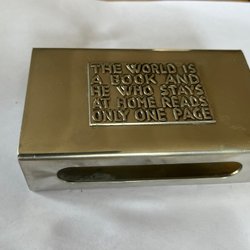 THE WORLD IS
A BOOK AND
HE WHO STAYS
AT HOME READS
ONLY ONE PAGE